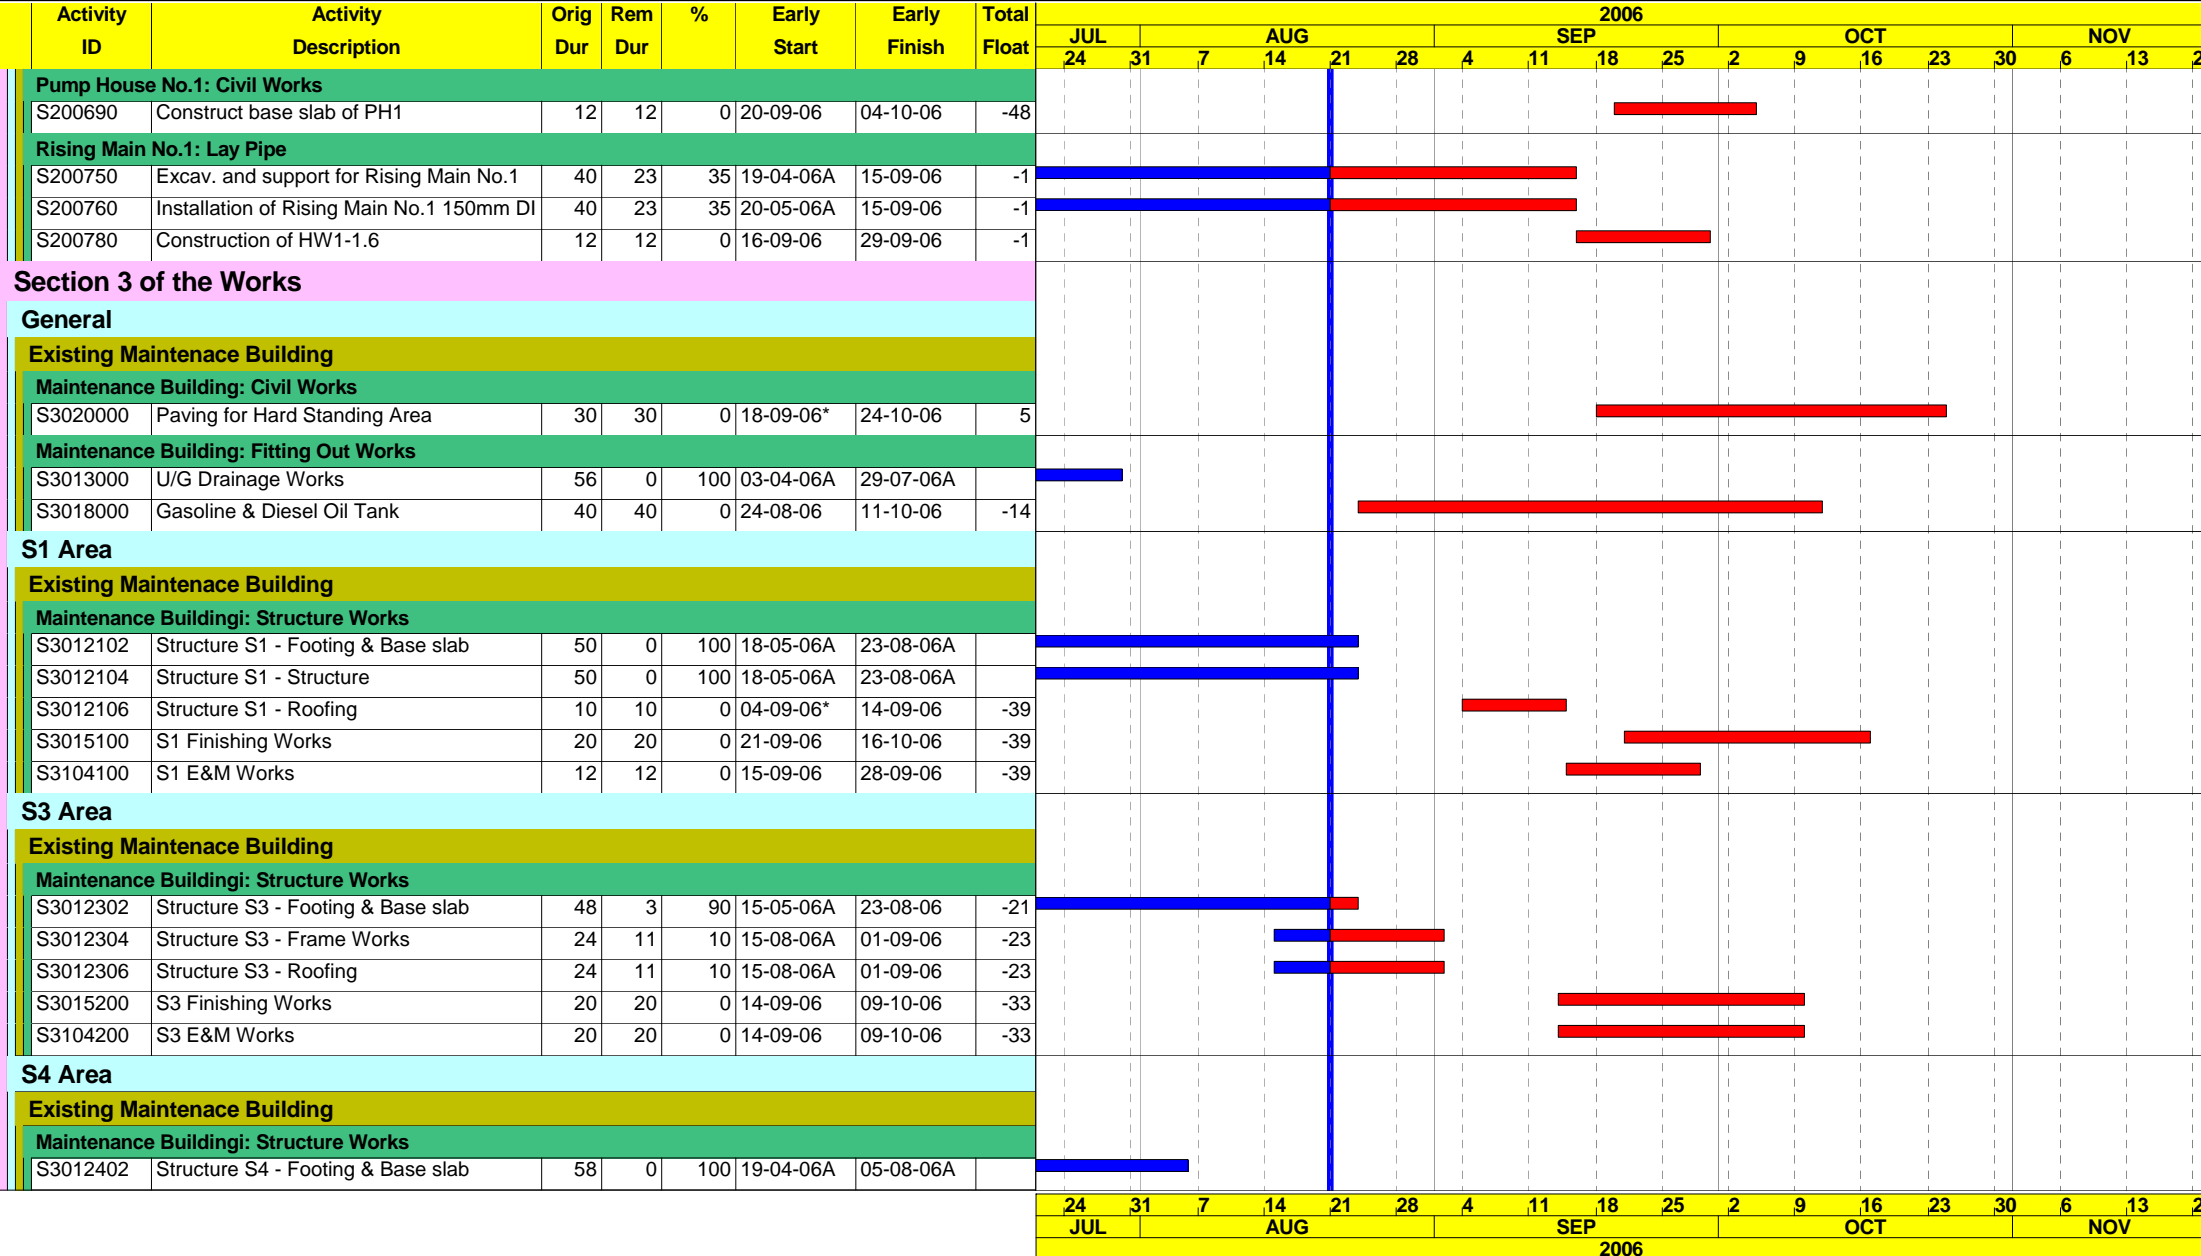 Activity Activity Orig Rem % Early Early Total 2006
ID Description Dur Dur Start Finish Float JUL AUG SEP OCT NOV
24 31 7 14 21 28 4 11 18 25 2 9 16 23 30 6 13 2
Pump House No.1: Civil Works
S200690 Construct base slab of PH1 12 12 0 20-09-06 04-10-06 -48
Rising Main No.1: Lay Pipe
S200750 Excav. and support for Rising Main No.1 40 23 35 19-04-06A 15-09-06 -1
S200760 Installation of Rising Main No.1 150mm DI 40 23 35 20-05-06A 15-09-06 -1
S200780 Construction of HW1-1.6 12 12 0 16-09-06 29-09-06 -1
Section 3 of the Works
General
Existing Maintenace Building
Maintenance Building: Civil Works
S3020000 Paving for Hard Standing Area 30 30 0 18-09-06* 24-10-06 5
Maintenance Building: Fitting Out Works
S3013000 U/G Drainage Works 56 0 100 03-04-06A 29-07-06A
S3018000 Gasoline & Diesel Oil Tank 40 40 0 24-08-06 11-10-06 -14
S1 Area
Existing Maintenace Building
Maintenance Buildingi: Structure Works
S3012102 Structure S1 - Footing & Base slab 50 0 100 18-05-06A 23-08-06A
S3012104 Structure S1 - Structure 50 0 100 18-05-06A 23-08-06A
S3012106 Structure S1 - Roofing 10 10 0 04-09-06* 14-09-06 -39
S3015100 S1 Finishing Works 20 20 0 21-09-06 16-10-06 -39
S3104100 S1 E&M Works 12 12 0 15-09-06 28-09-06 -39
S3 Area
Existing Maintenace Building
Maintenance Buildingi: Structure Works
S3012302 Structure S3 - Footing & Base slab 48 3 90 15-05-06A 23-08-06 -21
S3012304 Structure S3 - Frame Works 24 11 10 15-08-06A 01-09-06 -23
S3012306 Structure S3 - Roofing 24 11 10 15-08-06A 01-09-06 -23
S3015200 S3 Finishing Works 20 20 0 14-09-06 09-10-06 -33
S3104200 S3 E&M Works 20 20 0 14-09-06 09-10-06 -33
S4 Area
Existing Maintenace Building
Maintenance Buildingi: Structure Works
S3012402 Structure S4 - Footing & Base slab 58 0 100 19-04-06A 05-08-06A
24 31 7 14 21 28 4 11 18 25 2 9 16 23 30 6 13 2
JUL AUG SEP OCT NOV
2006